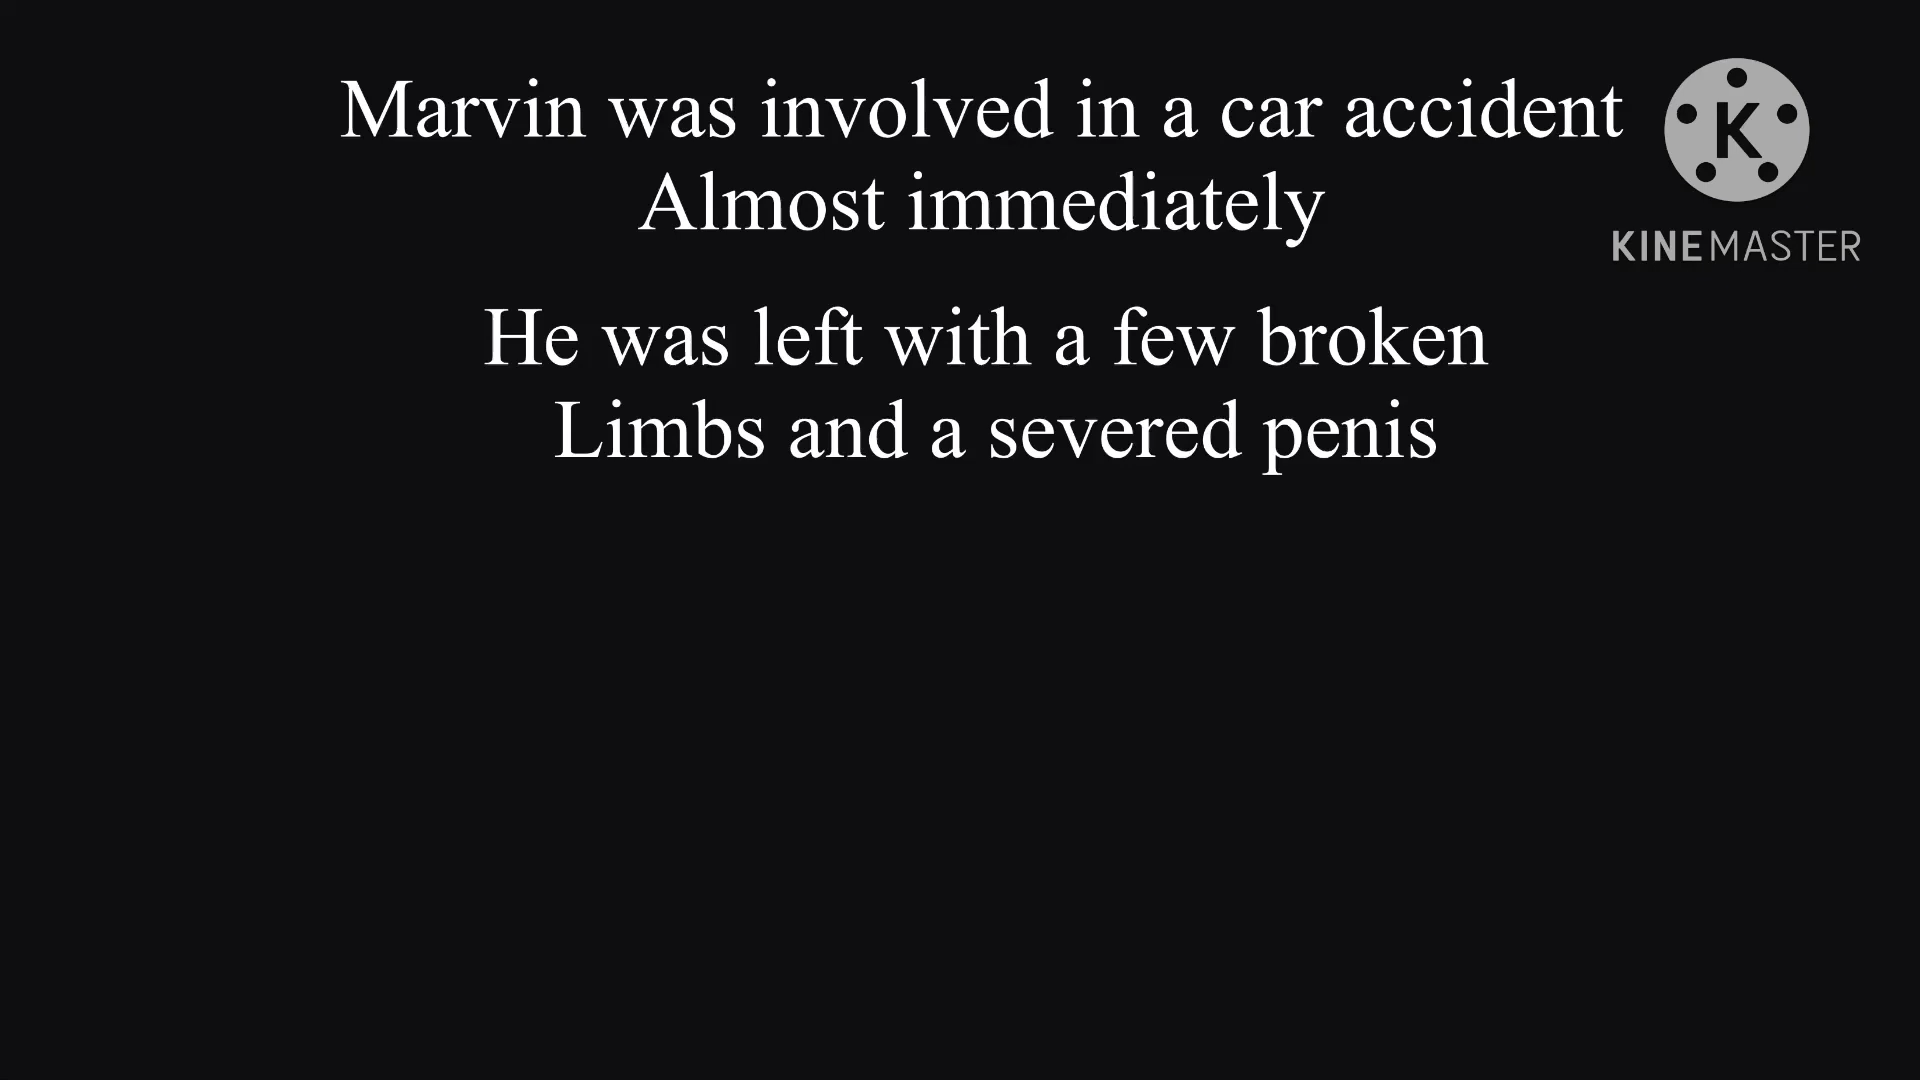 Marvin was involved in a car accident
Almost immediately
He was left with a few broken
Limbs and a severed penis
K
KINEMASTER